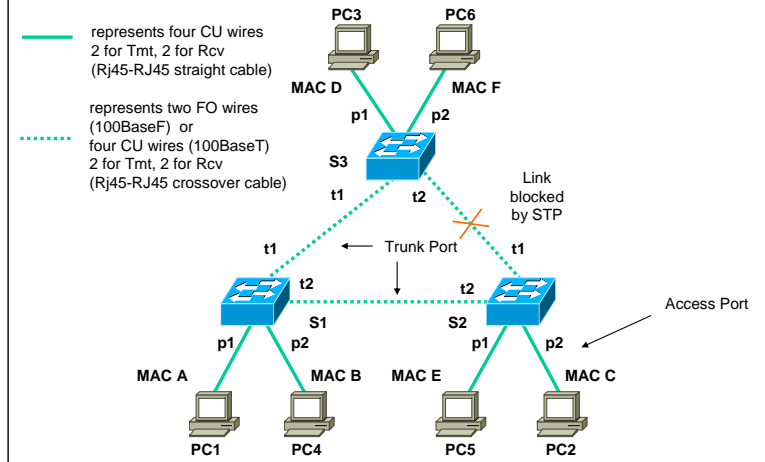 represents four CU wires
2 for Tmt, 2 for Rcv
(Rj45-RJ45 straight cable)
represents two FO wires
(100BaseF) or
four CU wires (100BaseT)
2 for Tmt, 2 for Rcv
(Rj45-RJ45 crossover cable)
PC3
PC6
MAC D
MAC F
p1
p2
S3
t1
t2
Link
blocked
by STP
t1
Trunk Port
t1
t2
t2
S1
S2
Access Port
p1
p2
p1
p2
MAC A
MAC B
MAC E
MAC C
PC1
PC4
PC5
PC2